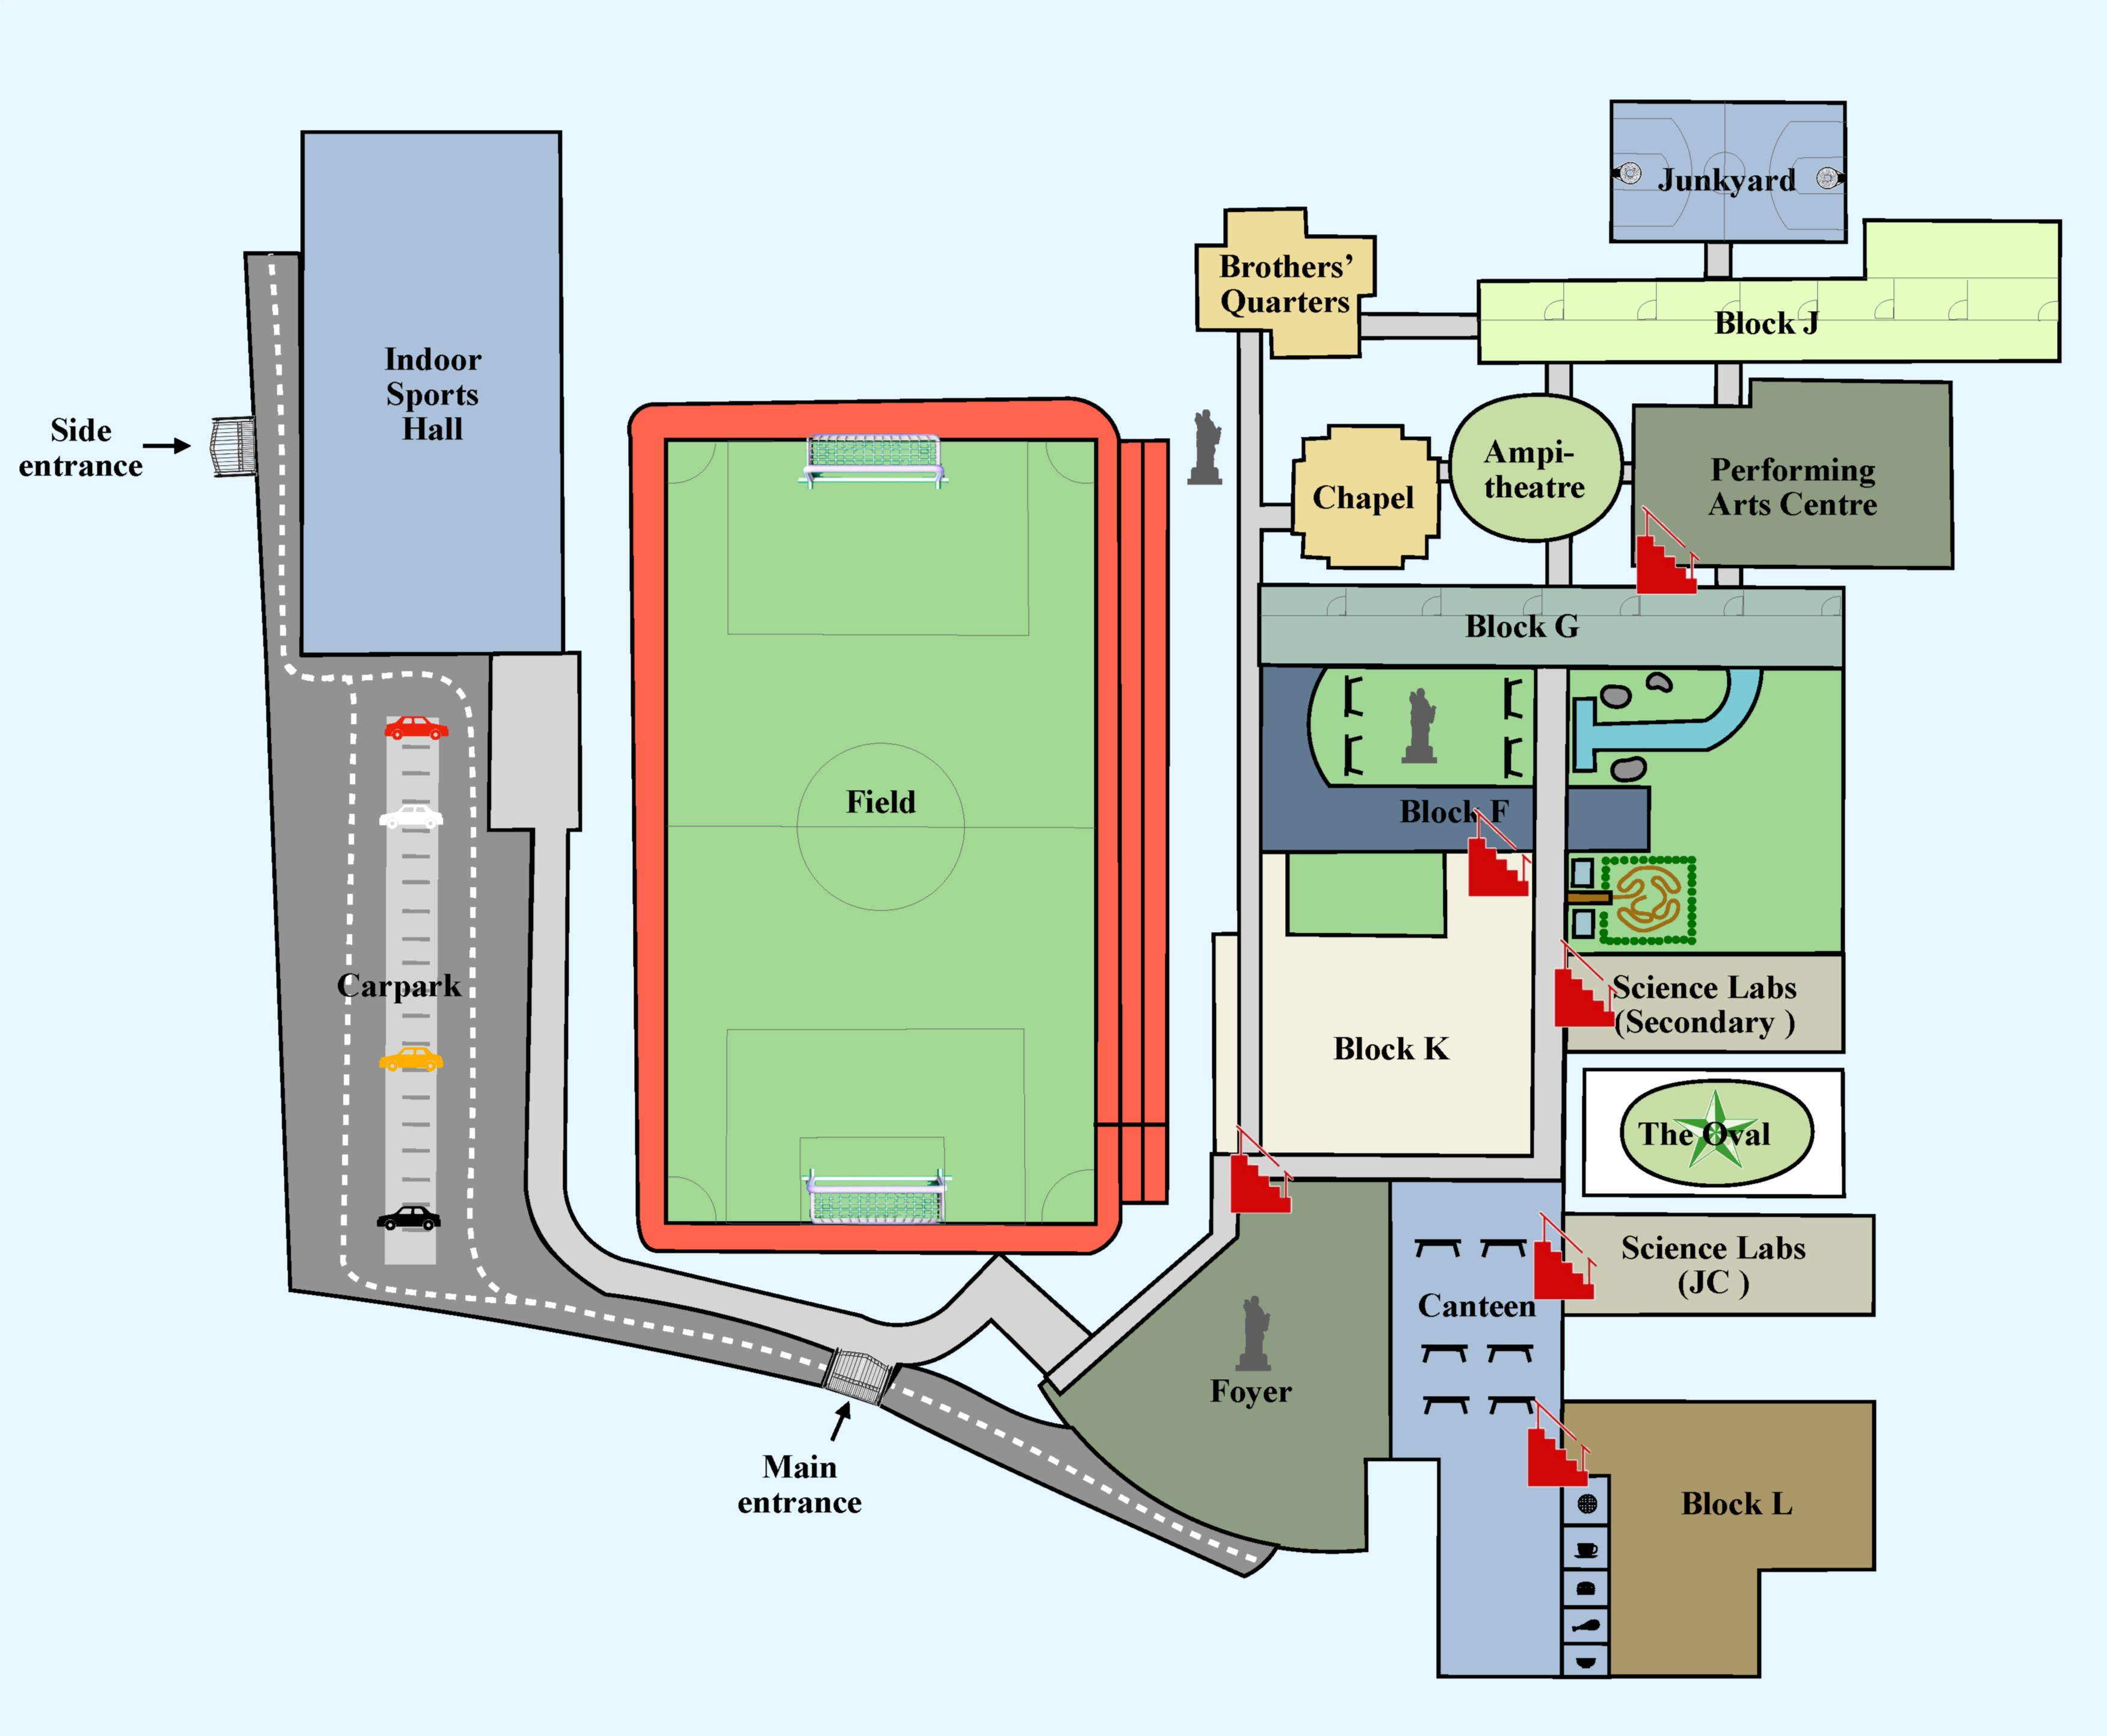 Junkyard
Brothers’
Quarters
Block J
Indoor
Sports
Hall
Side
entrance
Ampi-
theatre
Chapel
Performing
Arts Centre
Block G
Field
Block F
Carpark
Science Labs
(Secondary )
Block K
The Oval
Science Labs
(JC )
Canteen
Foyer
Main
entrance
Block L